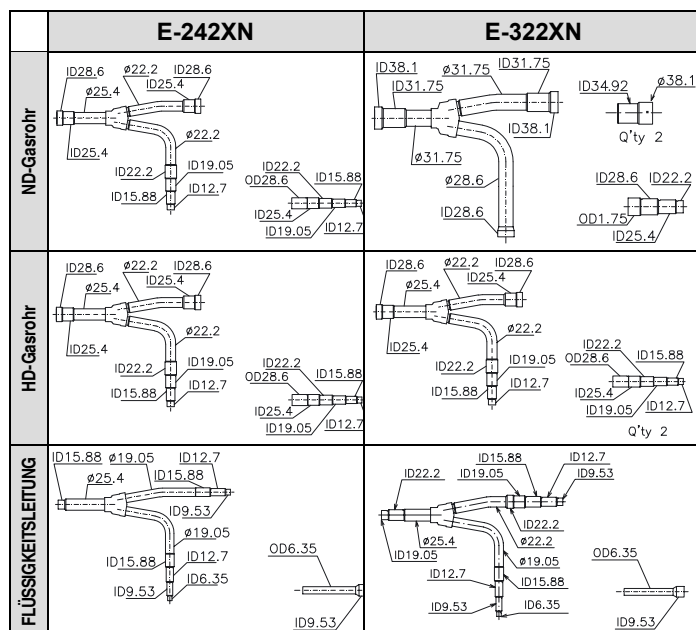 E-242XN
E-322XN
ND-Gasrohr
ID28.6
ø25.4
ø22.2
ID28.6
ID25.4
ø22.2
ID25.4
ID22.2
ID19.05
ID15.88
ID12.7
ID22.2
OD28.6
ID15.88
ID25.4
ID19.05
ID12.7
ID38.1
ID31.75
ø31.75
ID31.75
ID38.1
ø31.75
ø28.6
ID28.6
ø38.1
ID34.92
Q'ty 2
ID28.6
ID22.2
OD1.75
ID25.4
HD-Gasrohr
ID28.6
ø25.4
ø22.2
ID28.6
ID25.4
ø22.2
ID25.4
ID22.2
ID19.05
ID15.88
ID12.7
ID22.2
OD28.6
ID15.88
ID25.4
ID19.05
ID12.7
ID28.6
ø25.4
ø22.2
ID28.6
ID25.4
ø22.2
ID25.4
ID22.2
ID19.05
ID15.88
ID12.7
ID22.2
OD28.6
ID15.88
ID25.4
ID19.05
ID12.7
Q'ty 2
FLÜSSIGKEITSLEITUNG
ID15.88
ø25.4
ø19.05
ID15.88
ID12.7
ID9.53
ø19.05
ID15.88
ID12.7
ID9.53
ID6.35
OD6.35
ID9.53
ID22.2
ID19.05
ø25.4
ID15.88
ID19.05
ID12.7
ID9.53
ID22.2
ø22.2
ø19.05
ID12.7
ID15.88
ID9.53
ID6.35
OD6.35
ID9.53